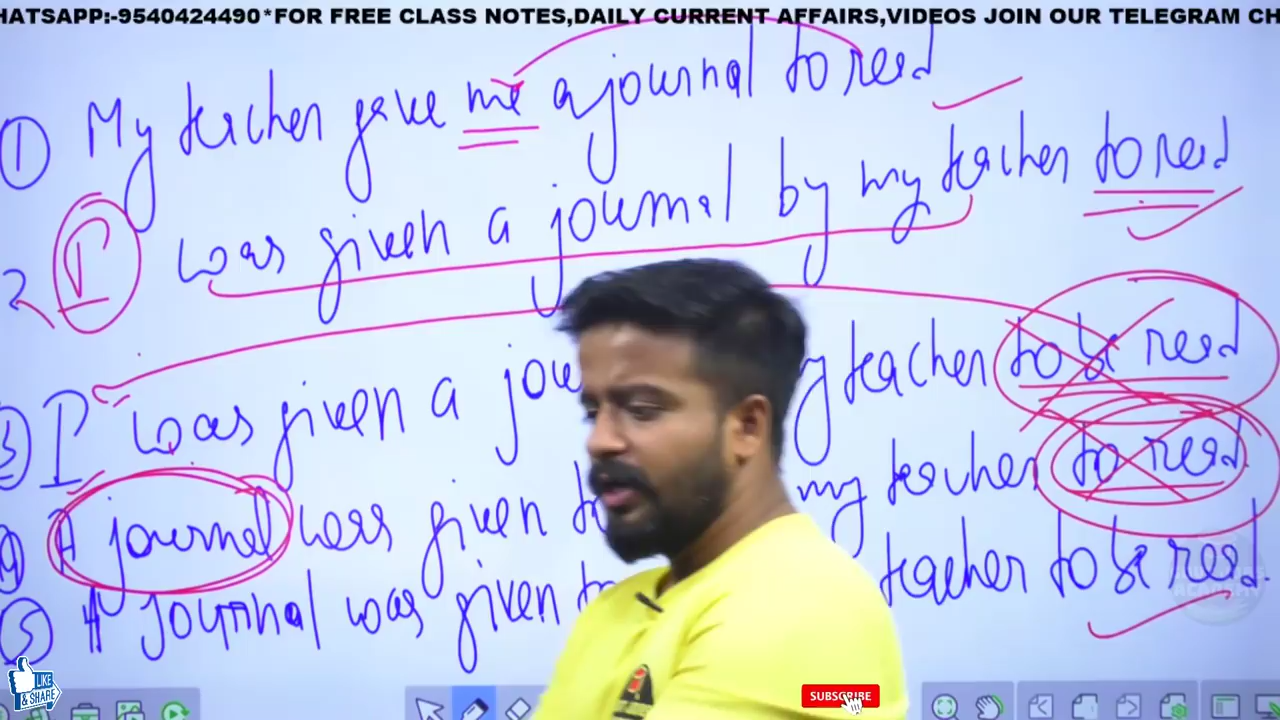 HATSAPP:-9540424490*FOR FREE CLASS NOTES,DAILY CURRENT AFFAIRS,VIDEOS JOIN OUR TELEGRAM CH
① My teacher gave me a journal to read
2 I was given a journal by my teacher to read
③ I was given a jou y teacher to be read
A journal was given to my teacher to read
⑤ A journal was given to teacher to be read.
LIKE
& SHARE
SUBSCRIBE